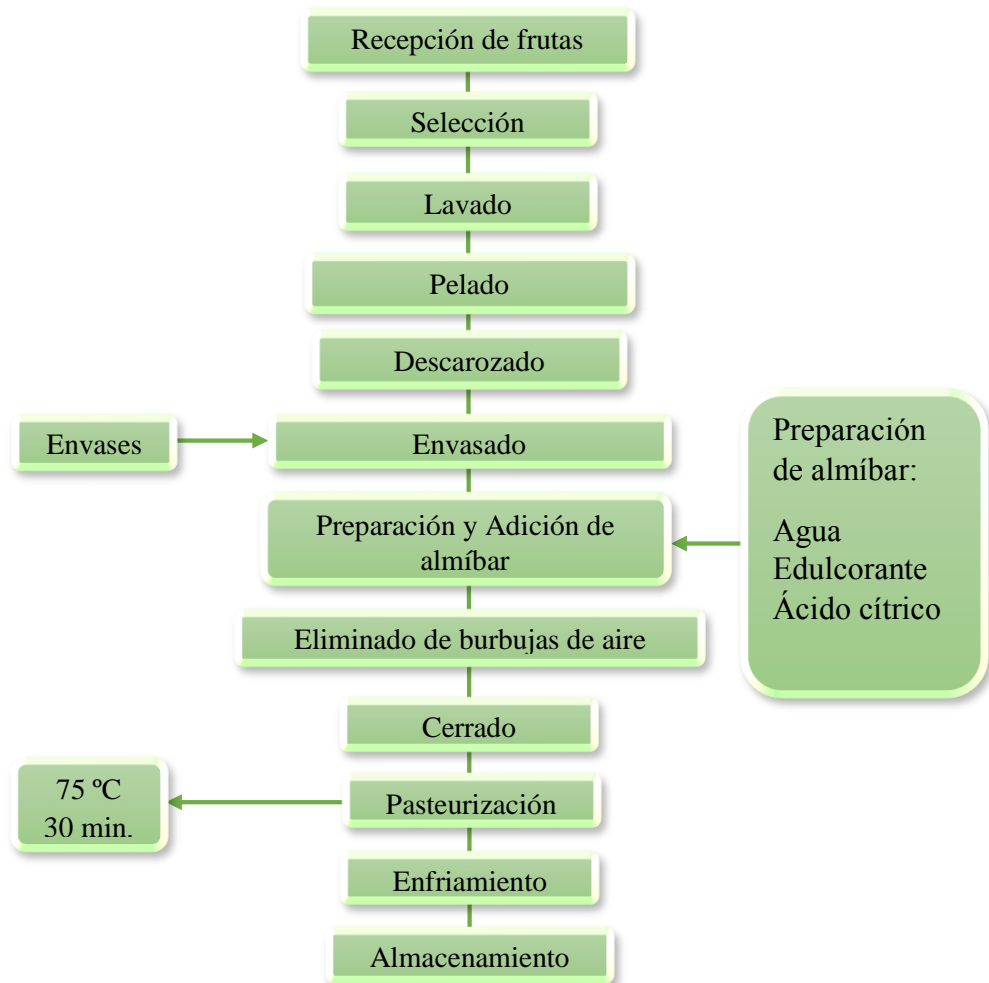 Recepción de frutas
Selección
Lavado
Pelado
Descarozado
Envases
Envasado
Preparación y Adición de
almíbar
Preparación
de almíbar:
Agua
Edulcorante
Ácido cítrico
Eliminado de burbujas de aire
Cerrado
75 ºC
30 min.
Pasteurización
Enfriamiento
Almacenamiento